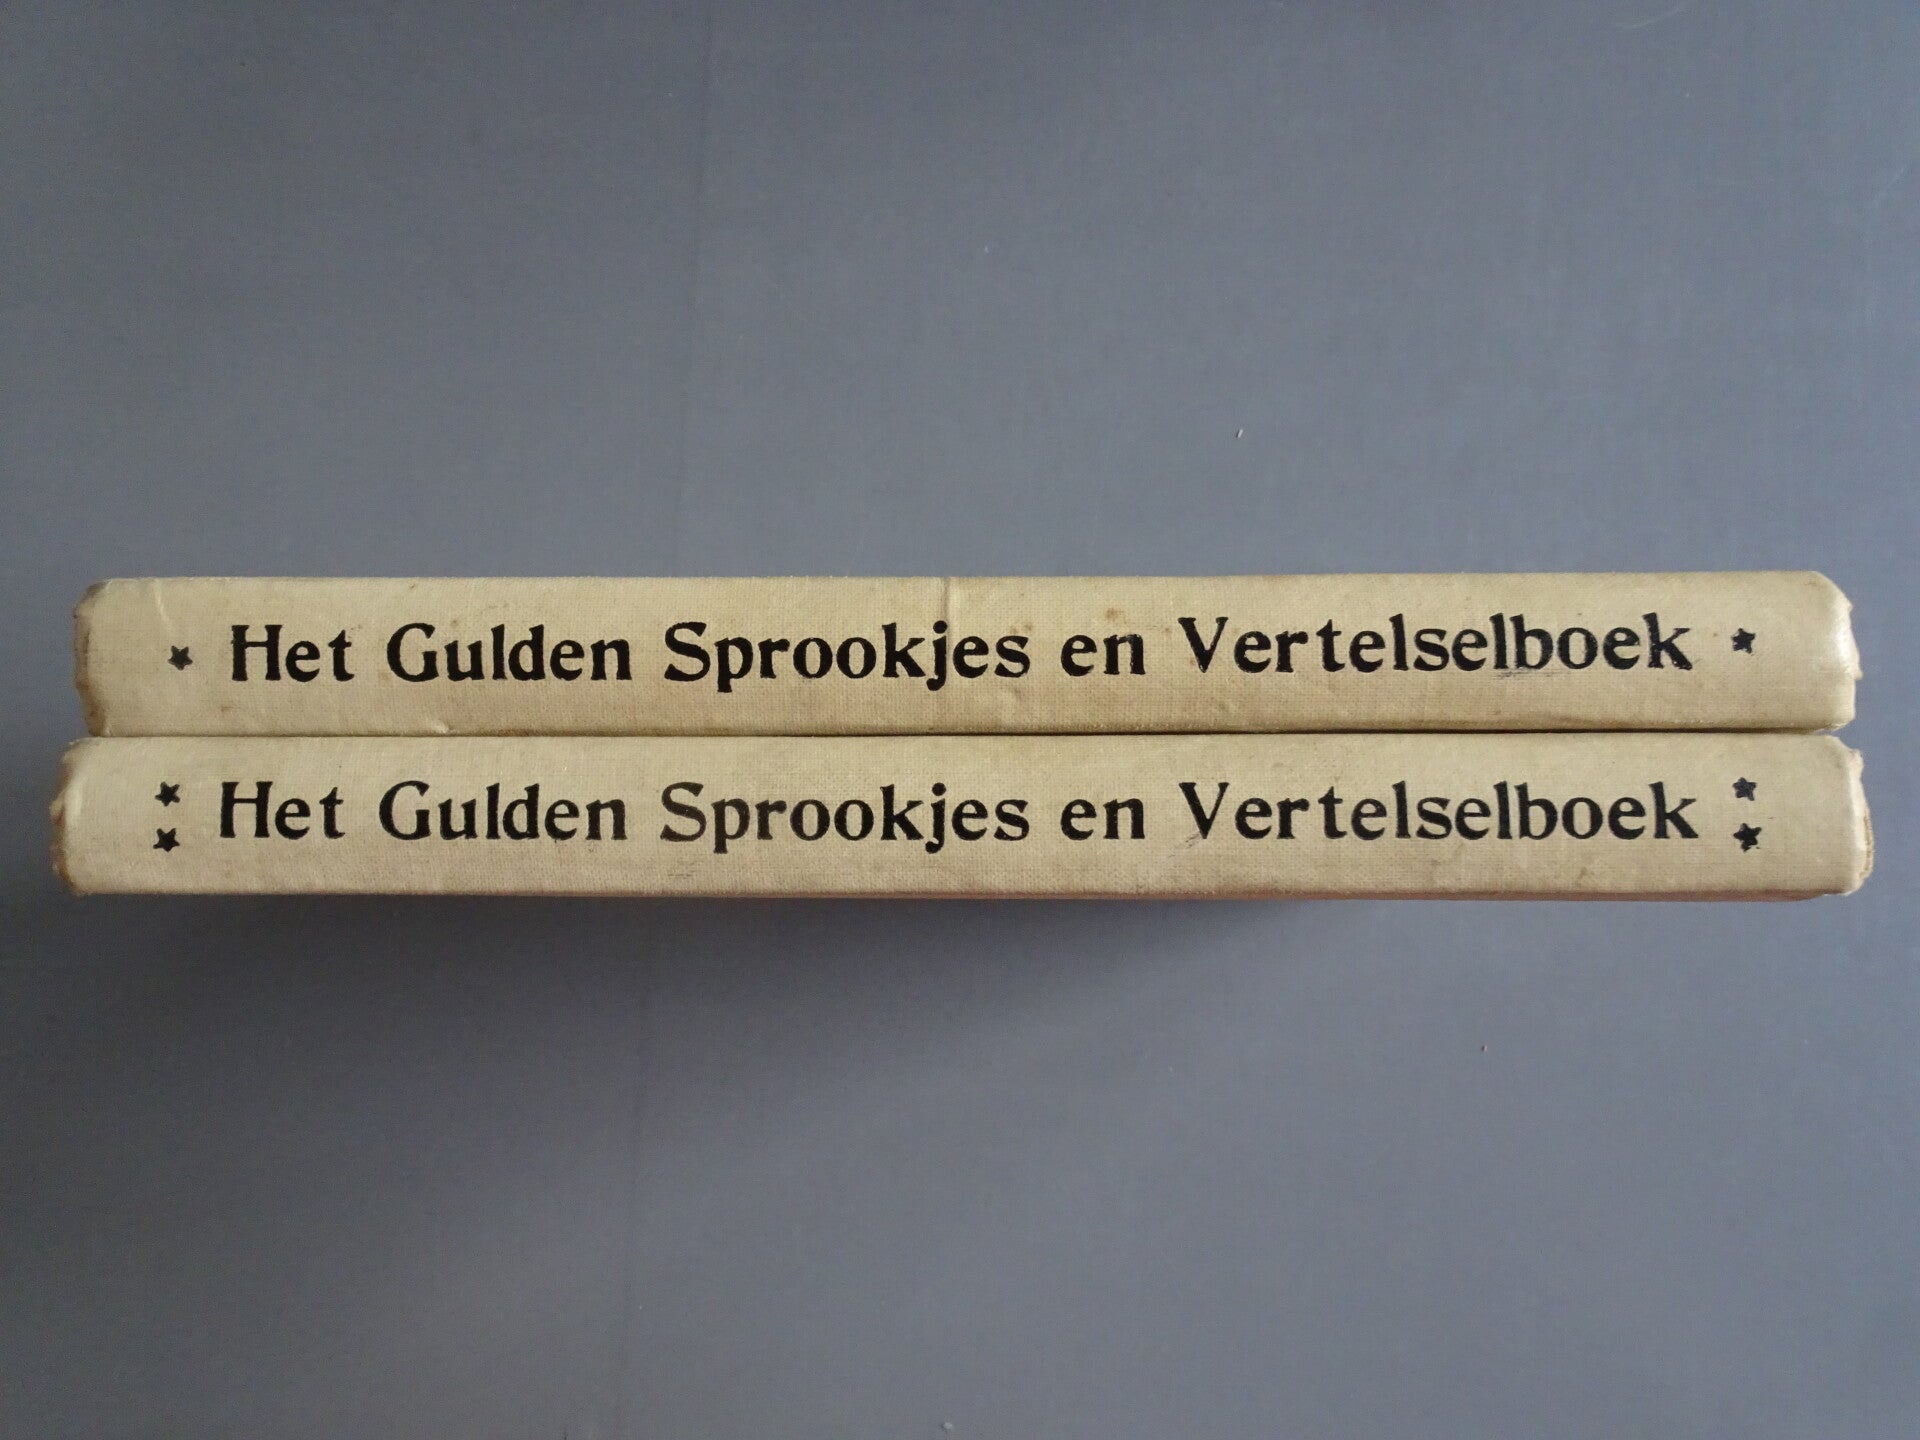 ★ Het Gulden Sprookjes en Vertelselboek ★
★★ Het Gulden Sprookjes en Vertelselboek ★★